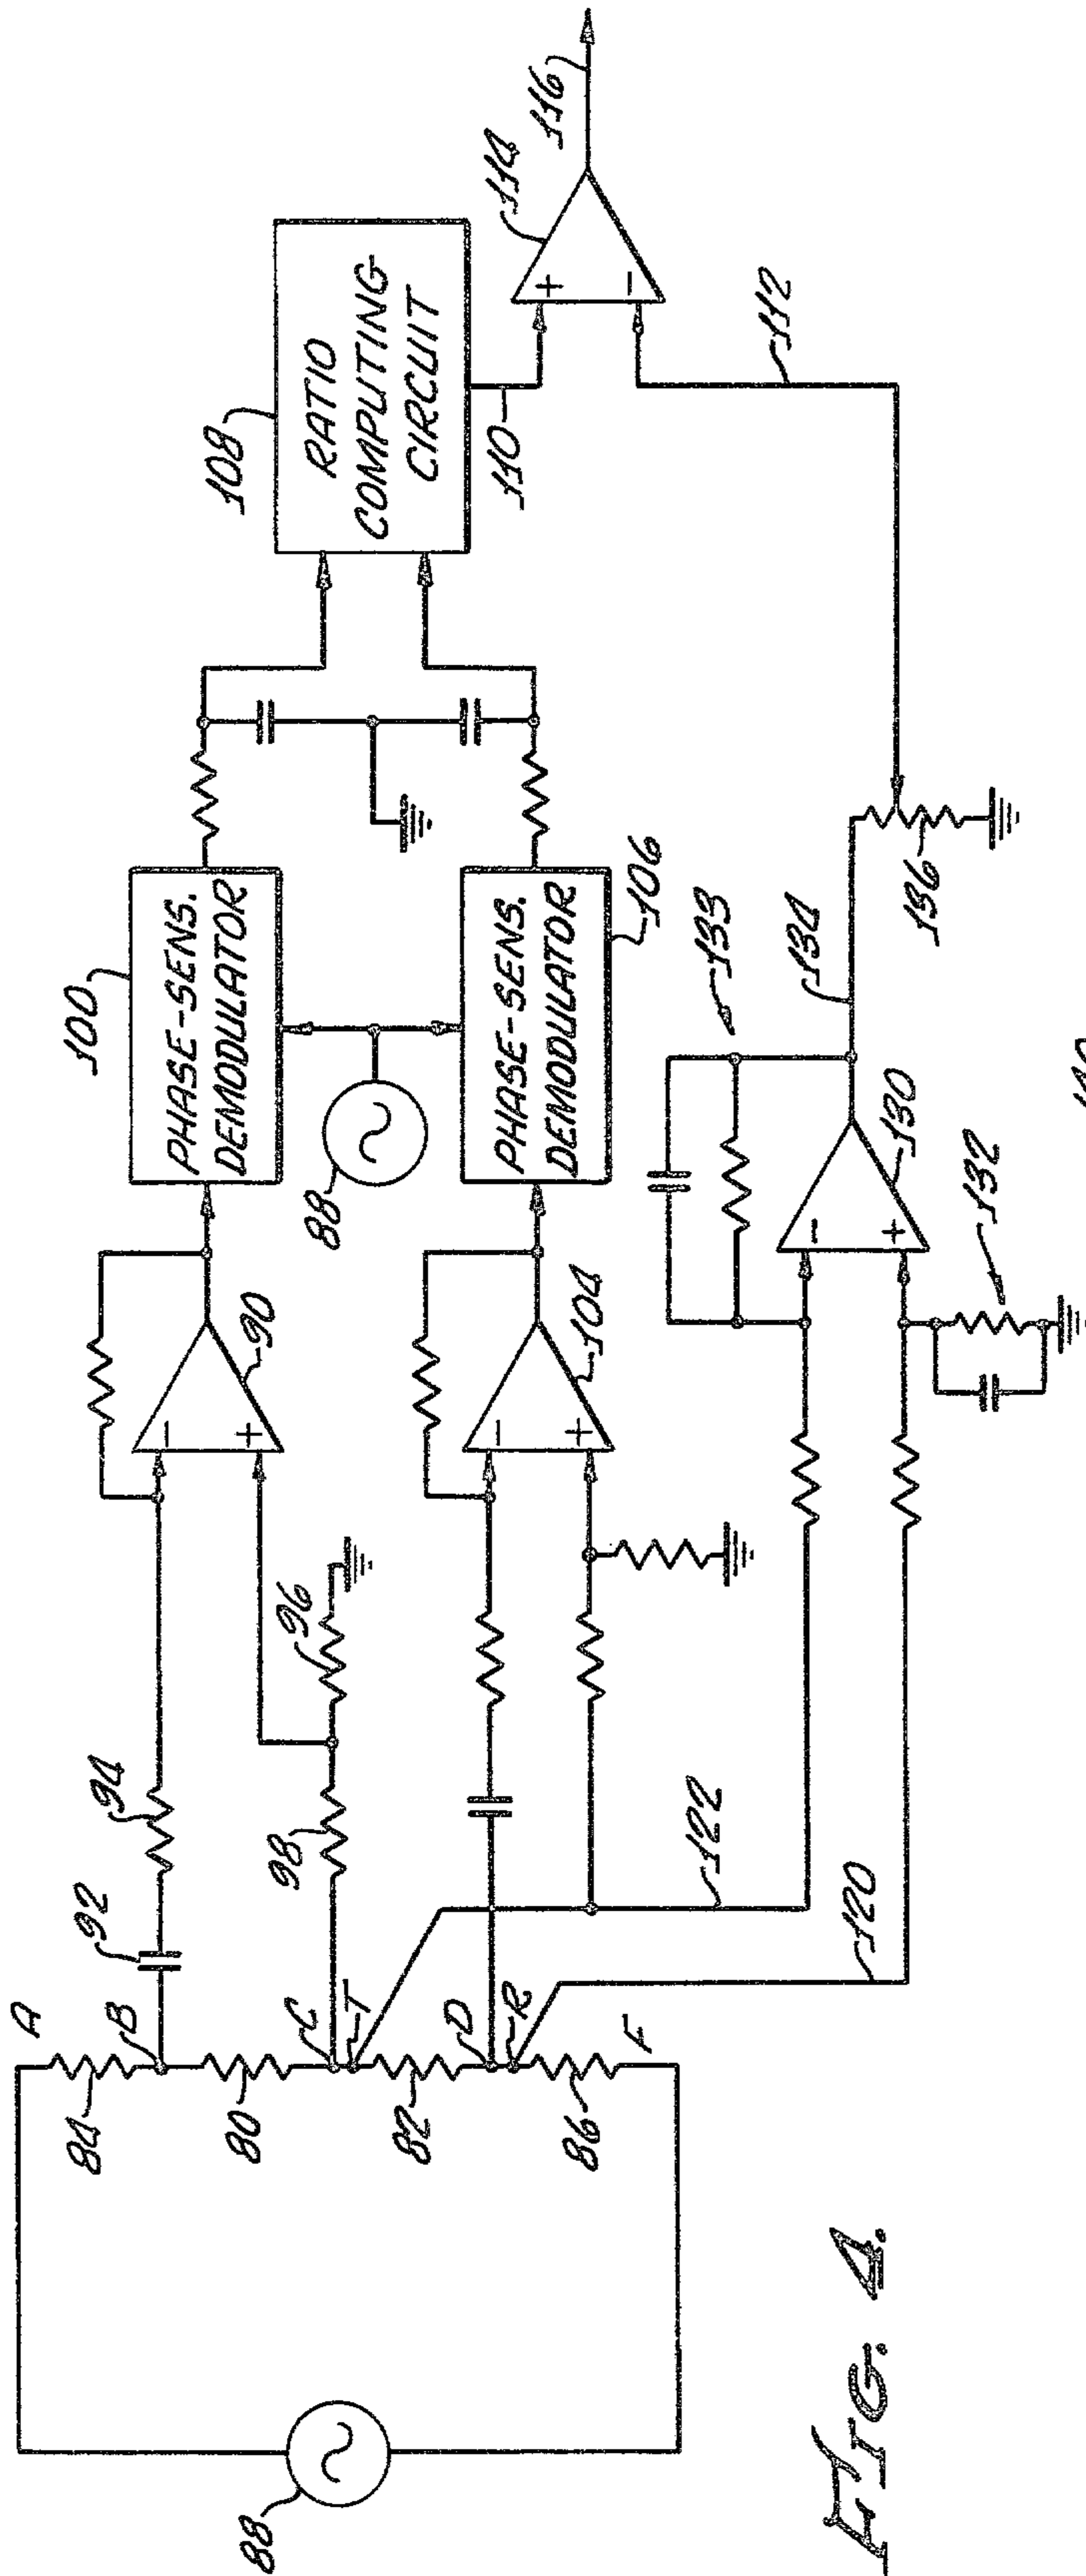 A
84
B
92
94
90
100
PHASE-SENS.
DEMODULATOR
108
RATIO
COMPUTING
CIRCUIT
80
C
98
96
T
88
88
110
114
116
82
D
R
86
F
104
PHASE-SENS.
DEMODULATOR
106
112
122
120
133
130
132
134
136
-
+
-
+
-
+
+
-
FIG. 4.